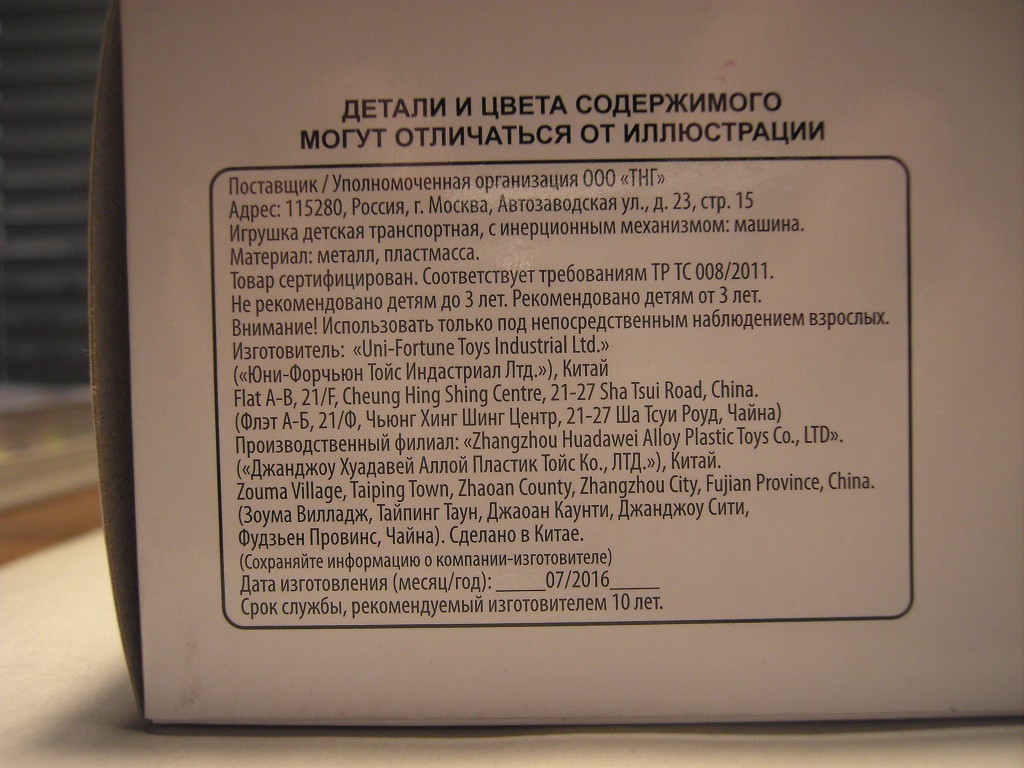 ДЕТАЛИ И ЦВЕТА СОДЕРЖИМОГО
МОГУТ ОТЛИЧАТЬСЯ ОТ ИЛЛЮСТРАЦИИ
Поставщик / Уполномоченная организация ООО «ТНГ»
Адрес: 115280, Россия, г. Москва, Автозаводская ул., д. 23, стр. 15
Игрушка детская транспортная, с инерционным механизмом: машина.
Материал: металл, пластмасса.
Товар сертифицирован. Соответствует требованиям ТР ТС 008/2011.
Не рекомендовано детям до 3 лет. Рекомендовано детям от 3 лет.
Внимание! Использовать только под непосредственным наблюдением взрослых.
Изготовитель: «Uni-Fortune Toys Industrial Ltd.»
(«Юни-Форчьюн Тойс Индастриал Лтд.»), Китай
Flat A-B, 21/F, Cheung Hing Shing Centre, 21-27 Sha Tsui Road, China.
(Флэт А-Б, 21/Ф, Чьюнг Хинг Шинг Центр, 21-27 Ша Тсуи Роуд, Чайна)
Производственный филиал: «Zhangzhou Huadawei Alloy Plastic Toys Co., LTD».
(«Джанджоу Хуадавей Аллой Пластик Тойс Ко., ЛТД.»), Китай.
Zouma Village, Taiping Town, Zhaoan County, Zhangzhou City, Fujian Province, China.
(Зоума Вилладж, Тайпинг Таун, Джаоан Каунти, Джанджоу Сити,
Фудзьен Провинс, Чайна). Сделано в Китае.
(Сохраняйте информацию о компании-изготовителе)
Дата изготовления (месяц/год): _____07/2016_____
Срок службы, рекомендуемый изготовителем 10 лет.